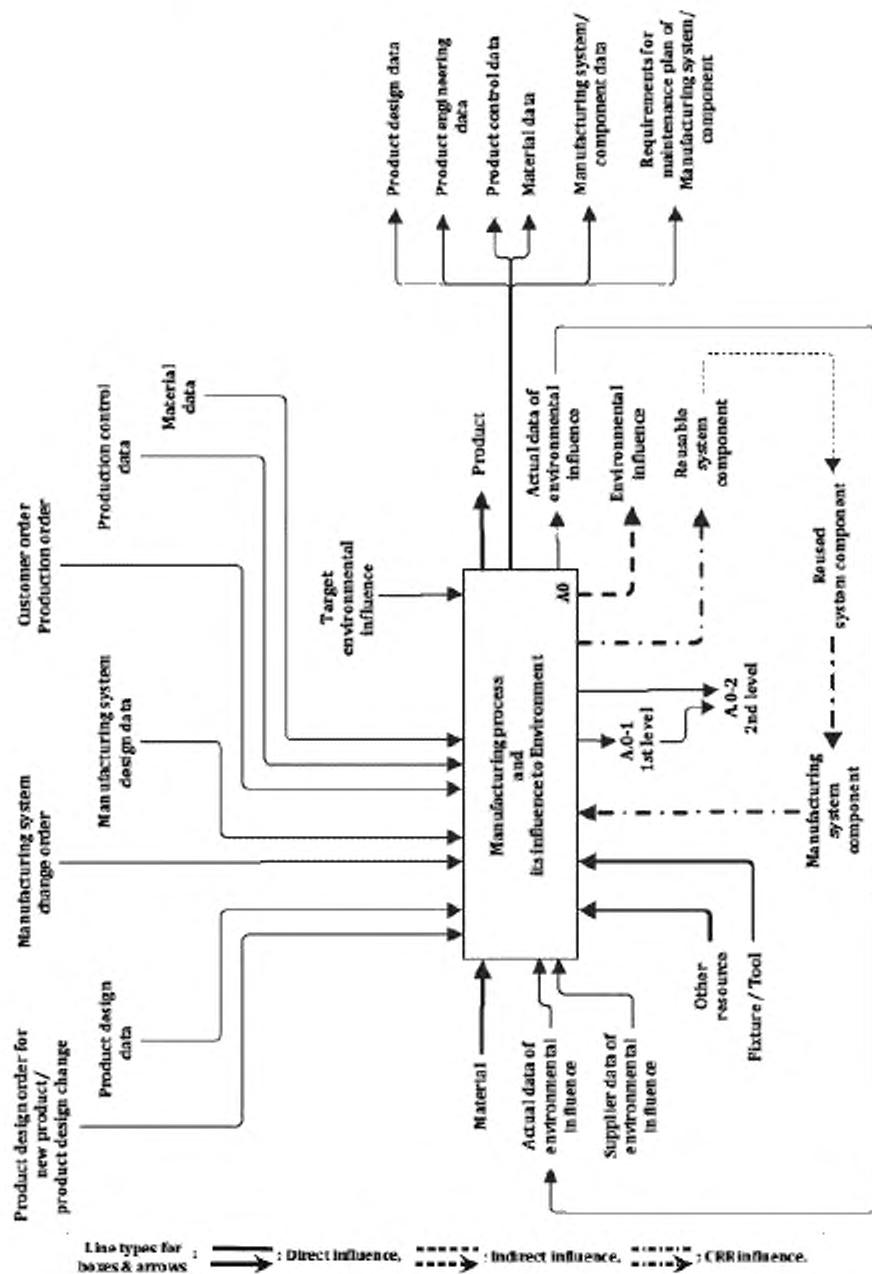 Product design order for
new product/
product design change
Product design
data
Manufacturing system
change order
Manufacturing system
design data
Customer order
Production order
Production control
data
Material
data
Target
environmental
influence
Material
Actual data of
environmental
influence
Supplier data of
environmental
influence
Other
resource
Fixture / Tool
Manufacturing process
and
its influence to Environment
A0
A.0-1
1st level
A.0-2
2nd level
Manufacturing
system
component
Reused
system component
Reusable
system
component
Environmental
influence
Actual data of
environmental
influence
Product
Product design data
Product engineering
data
Product control data
Material data
Manufacturing system/
component data
Requirements for
maintenance plan of
Manufacturing system/
component
Line types for
boxes & arrows :
: Direct influence,
: Indirect influence,
: CRR influence.